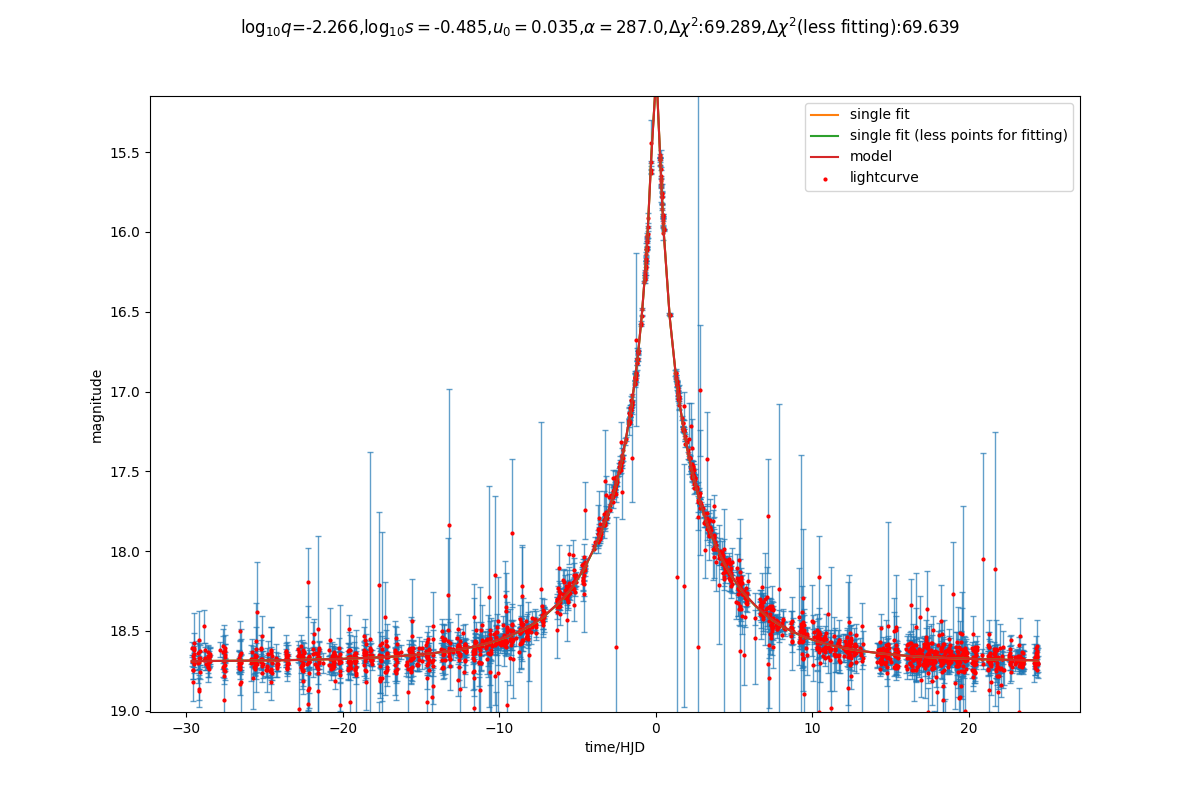 log₁₀q=-2.266,log₁₀s = -0.485,u₀ = 0.035,α = 287.0,Δχ²:69.289,Δχ²(less fitting):69.639
single fit
single fit (less points for fitting)
model
lightcurve
15.5
16.0
16.5
17.0
17.5
18.0
18.5
19.0
magnitude
−30
−20
−10
0
10
20
time/HJD